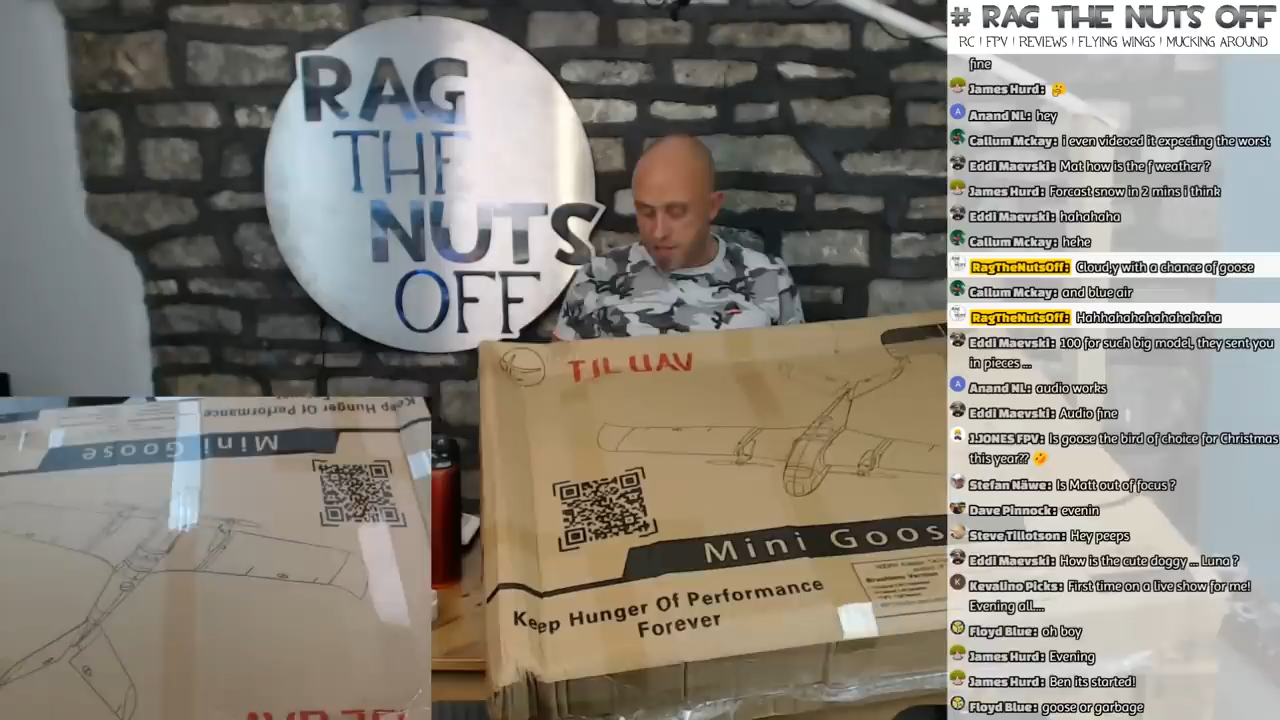 # RAG THE NUTS OFF
RC | FPV | REVIEWS | FLYING WINGS | MUCKING AROUND
RAG
THE
NUTS
OFF
TJL UAV
Mini Goos
Keep Hunger Of Performance
Forever
Keep Hunger Of Performance
Mini Goose
fine
James Hurd: 🤔
Anand NL: hey
Callum Mckay: i even videoed it expecting the worst
Eddi Maevski: Mat how is the f weather ?
James Hurd: Forcast snow in 2 mins i think
Eddi Maevski: hahahaha
Callum Mckay: hehe
RagTheNutsOff: Cloud,y with a chance of goose
Callum Mckay: and blue air
RagTheNutsOff: Hahhahahahahahahaha
Eddi Maevski: 100 for such big model, they sent you
in pieces ...
Anand NL: audio works
Eddi Maevski: Audio fine
J.JONES FPV: Is goose the bird of choice for Christmas
this year?? 🤣
Stefan Näwe: Is Matt out of focus ?
Dave Pinnock: evenin
Steve Tillotson: Hey peeps
Eddi Maevski: How is the cute doggy ... Luna ?
Kevalino Picks: First time on a live show for me!
Evening all....
Floyd Blue: oh boy
James Hurd: Evening
James Hurd: Ben its started!
Floyd Blue: goose or garbage